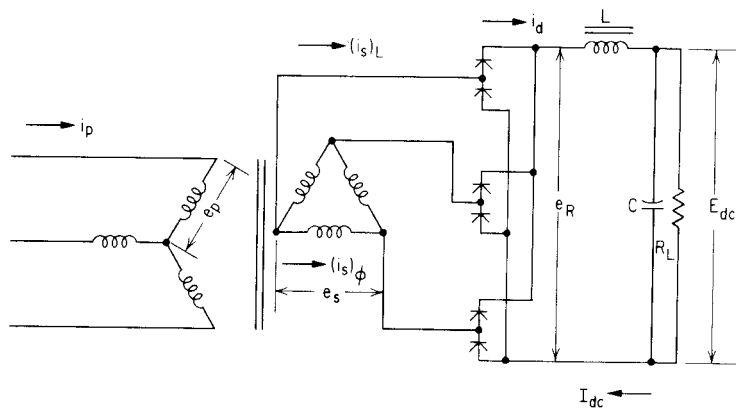 (i_s)_L
i_d
L
i_p
e_p
e_R
C
R_L
E_dc
(i_s)_ϕ
e_s
I_dc